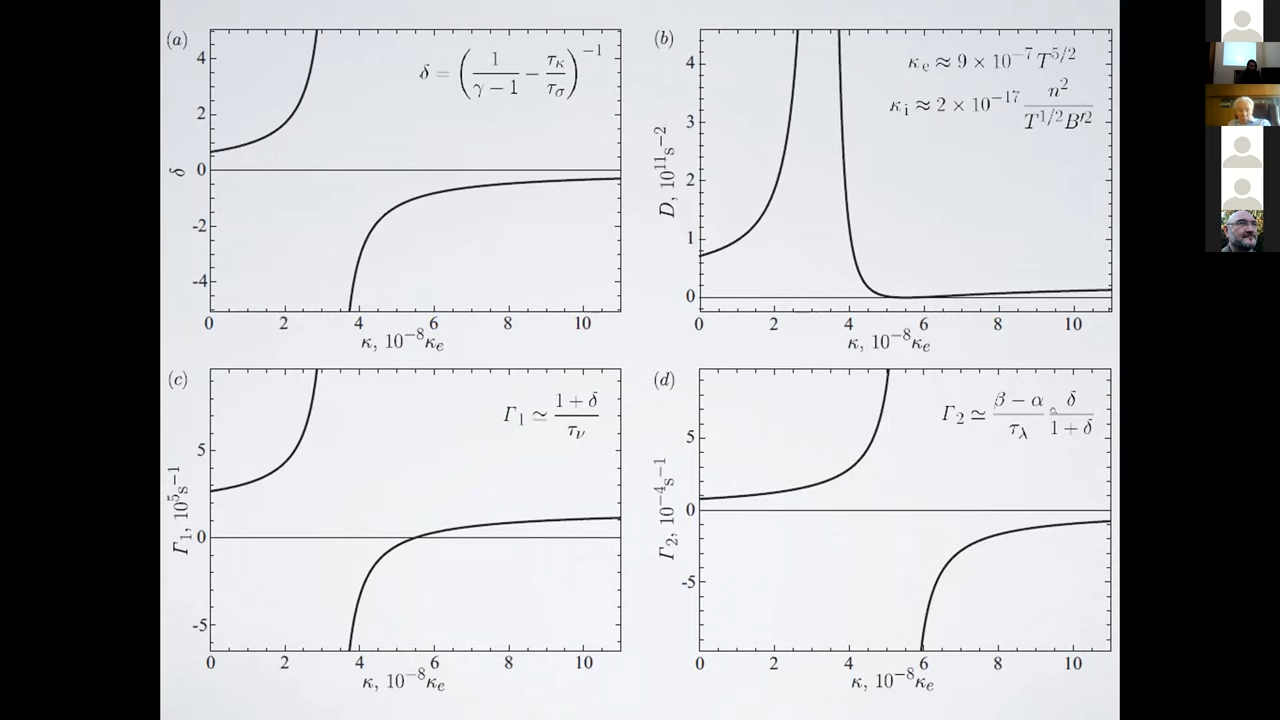 (a)
δ = (1/(γ − 1) − τ_κ/τ_σ)^−1
4
2
0
-2
-4
δ
0 2 4 6 8 10
κ, 10^−8 κ_e
(b)
κ_e ≈ 9 × 10^−7 T^5/2
κ_i ≈ 2 × 10^−17 n^2/(T^1/2 B′^2)
4
3
2
1
0
D, 10^11 s^−2
0 2 4 6 8 10
κ, 10^−8 κ_e
(c)
Γ_1 ≃ (1 + δ)/τ_ν
5
0
-5
Γ_1, 10^5 s^−1
0 2 4 6 8 10
κ, 10^−8 κ_e
(d)
Γ_2 ≃ (β − α)/τ_λ δ/(1 + δ)
5
0
-5
Γ_2, 10^−4 s^−1
0 2 4 6 8 10
κ, 10^−8 κ_e